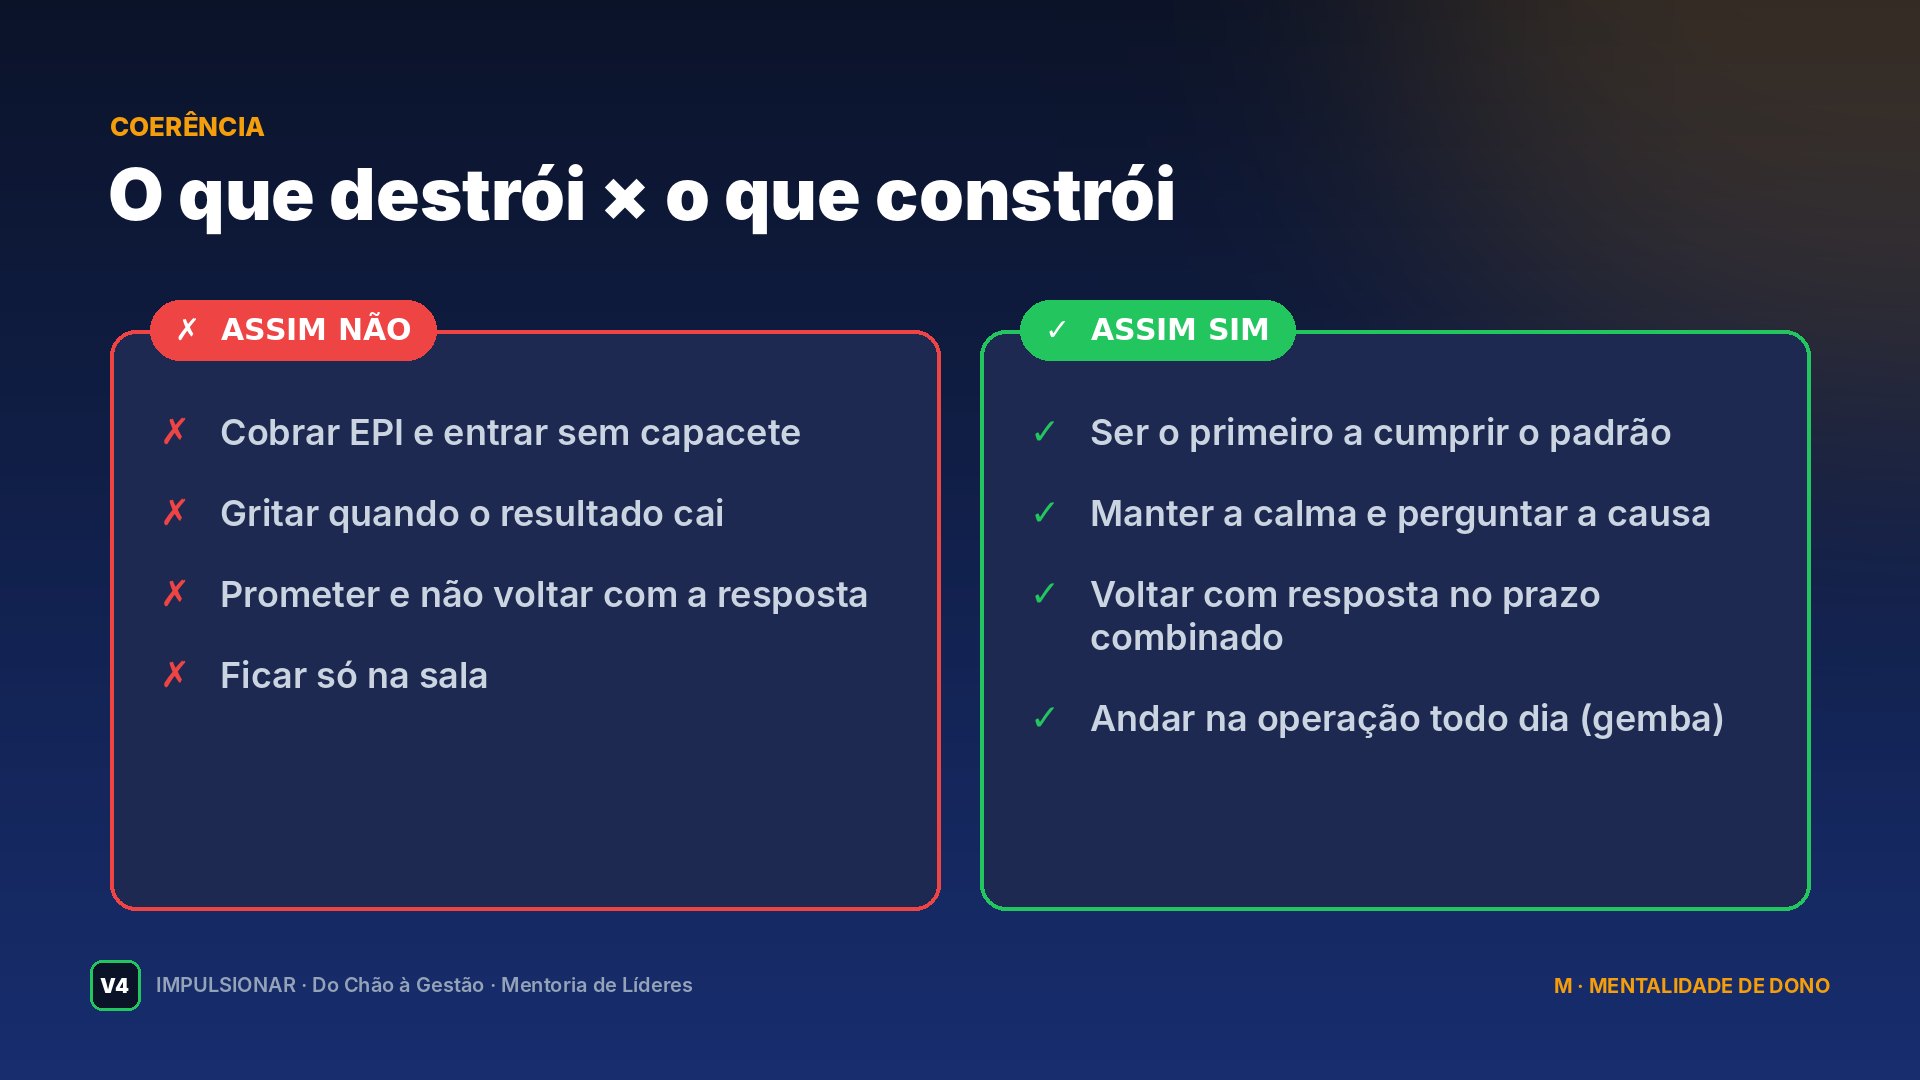 COERÊNCIA
O que destrói × o que constrói
✗ ASSIM NÃO
✗ Cobrar EPI e entrar sem capacete
✗ Gritar quando o resultado cai
✗ Prometer e não voltar com a resposta
✗ Ficar só na sala
✓ ASSIM SIM
✓ Ser o primeiro a cumprir o padrão
✓ Manter a calma e perguntar a causa
✓ Voltar com resposta no prazo
combinado
✓ Andar na operação todo dia (gemba)
V4 IMPULSIONAR · Do Chão à Gestão · Mentoria de Líderes
M · MENTALIDADE DE DONO